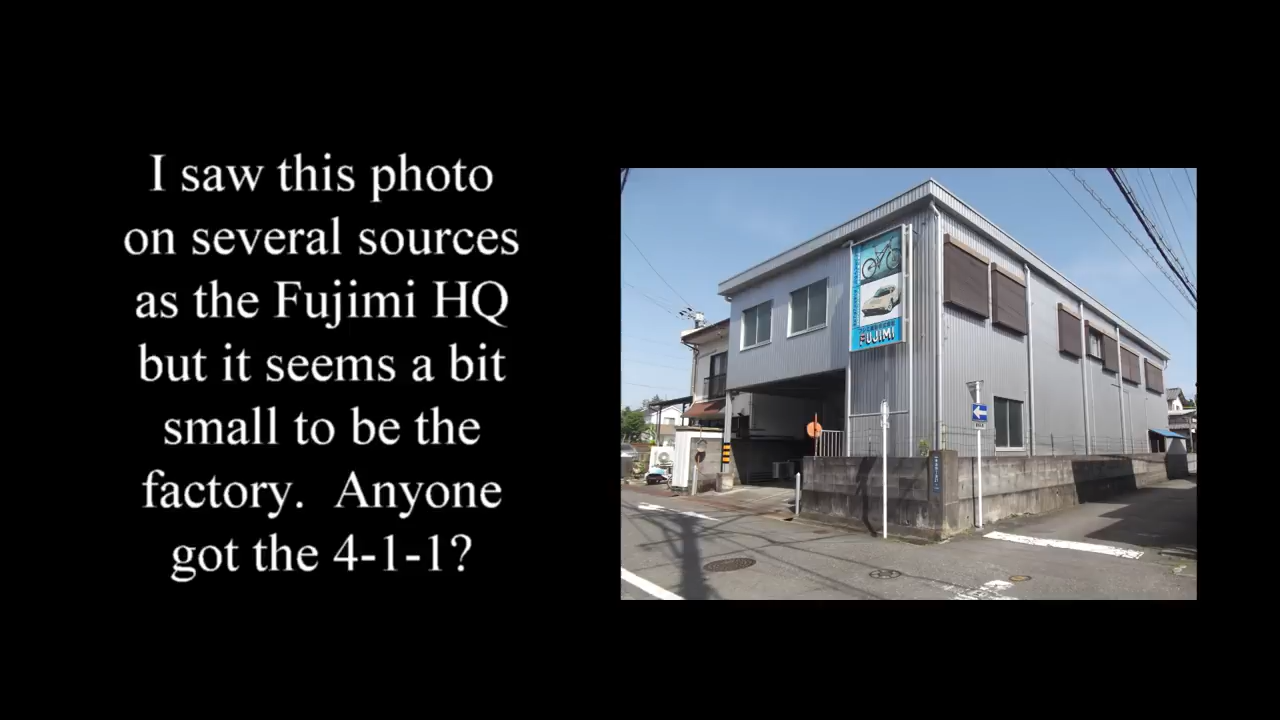 I saw this photo
on several sources
as the Fujimi HQ
but it seems a bit
small to be the
factory.  Anyone
got the 4-1-1?
FUJIMI